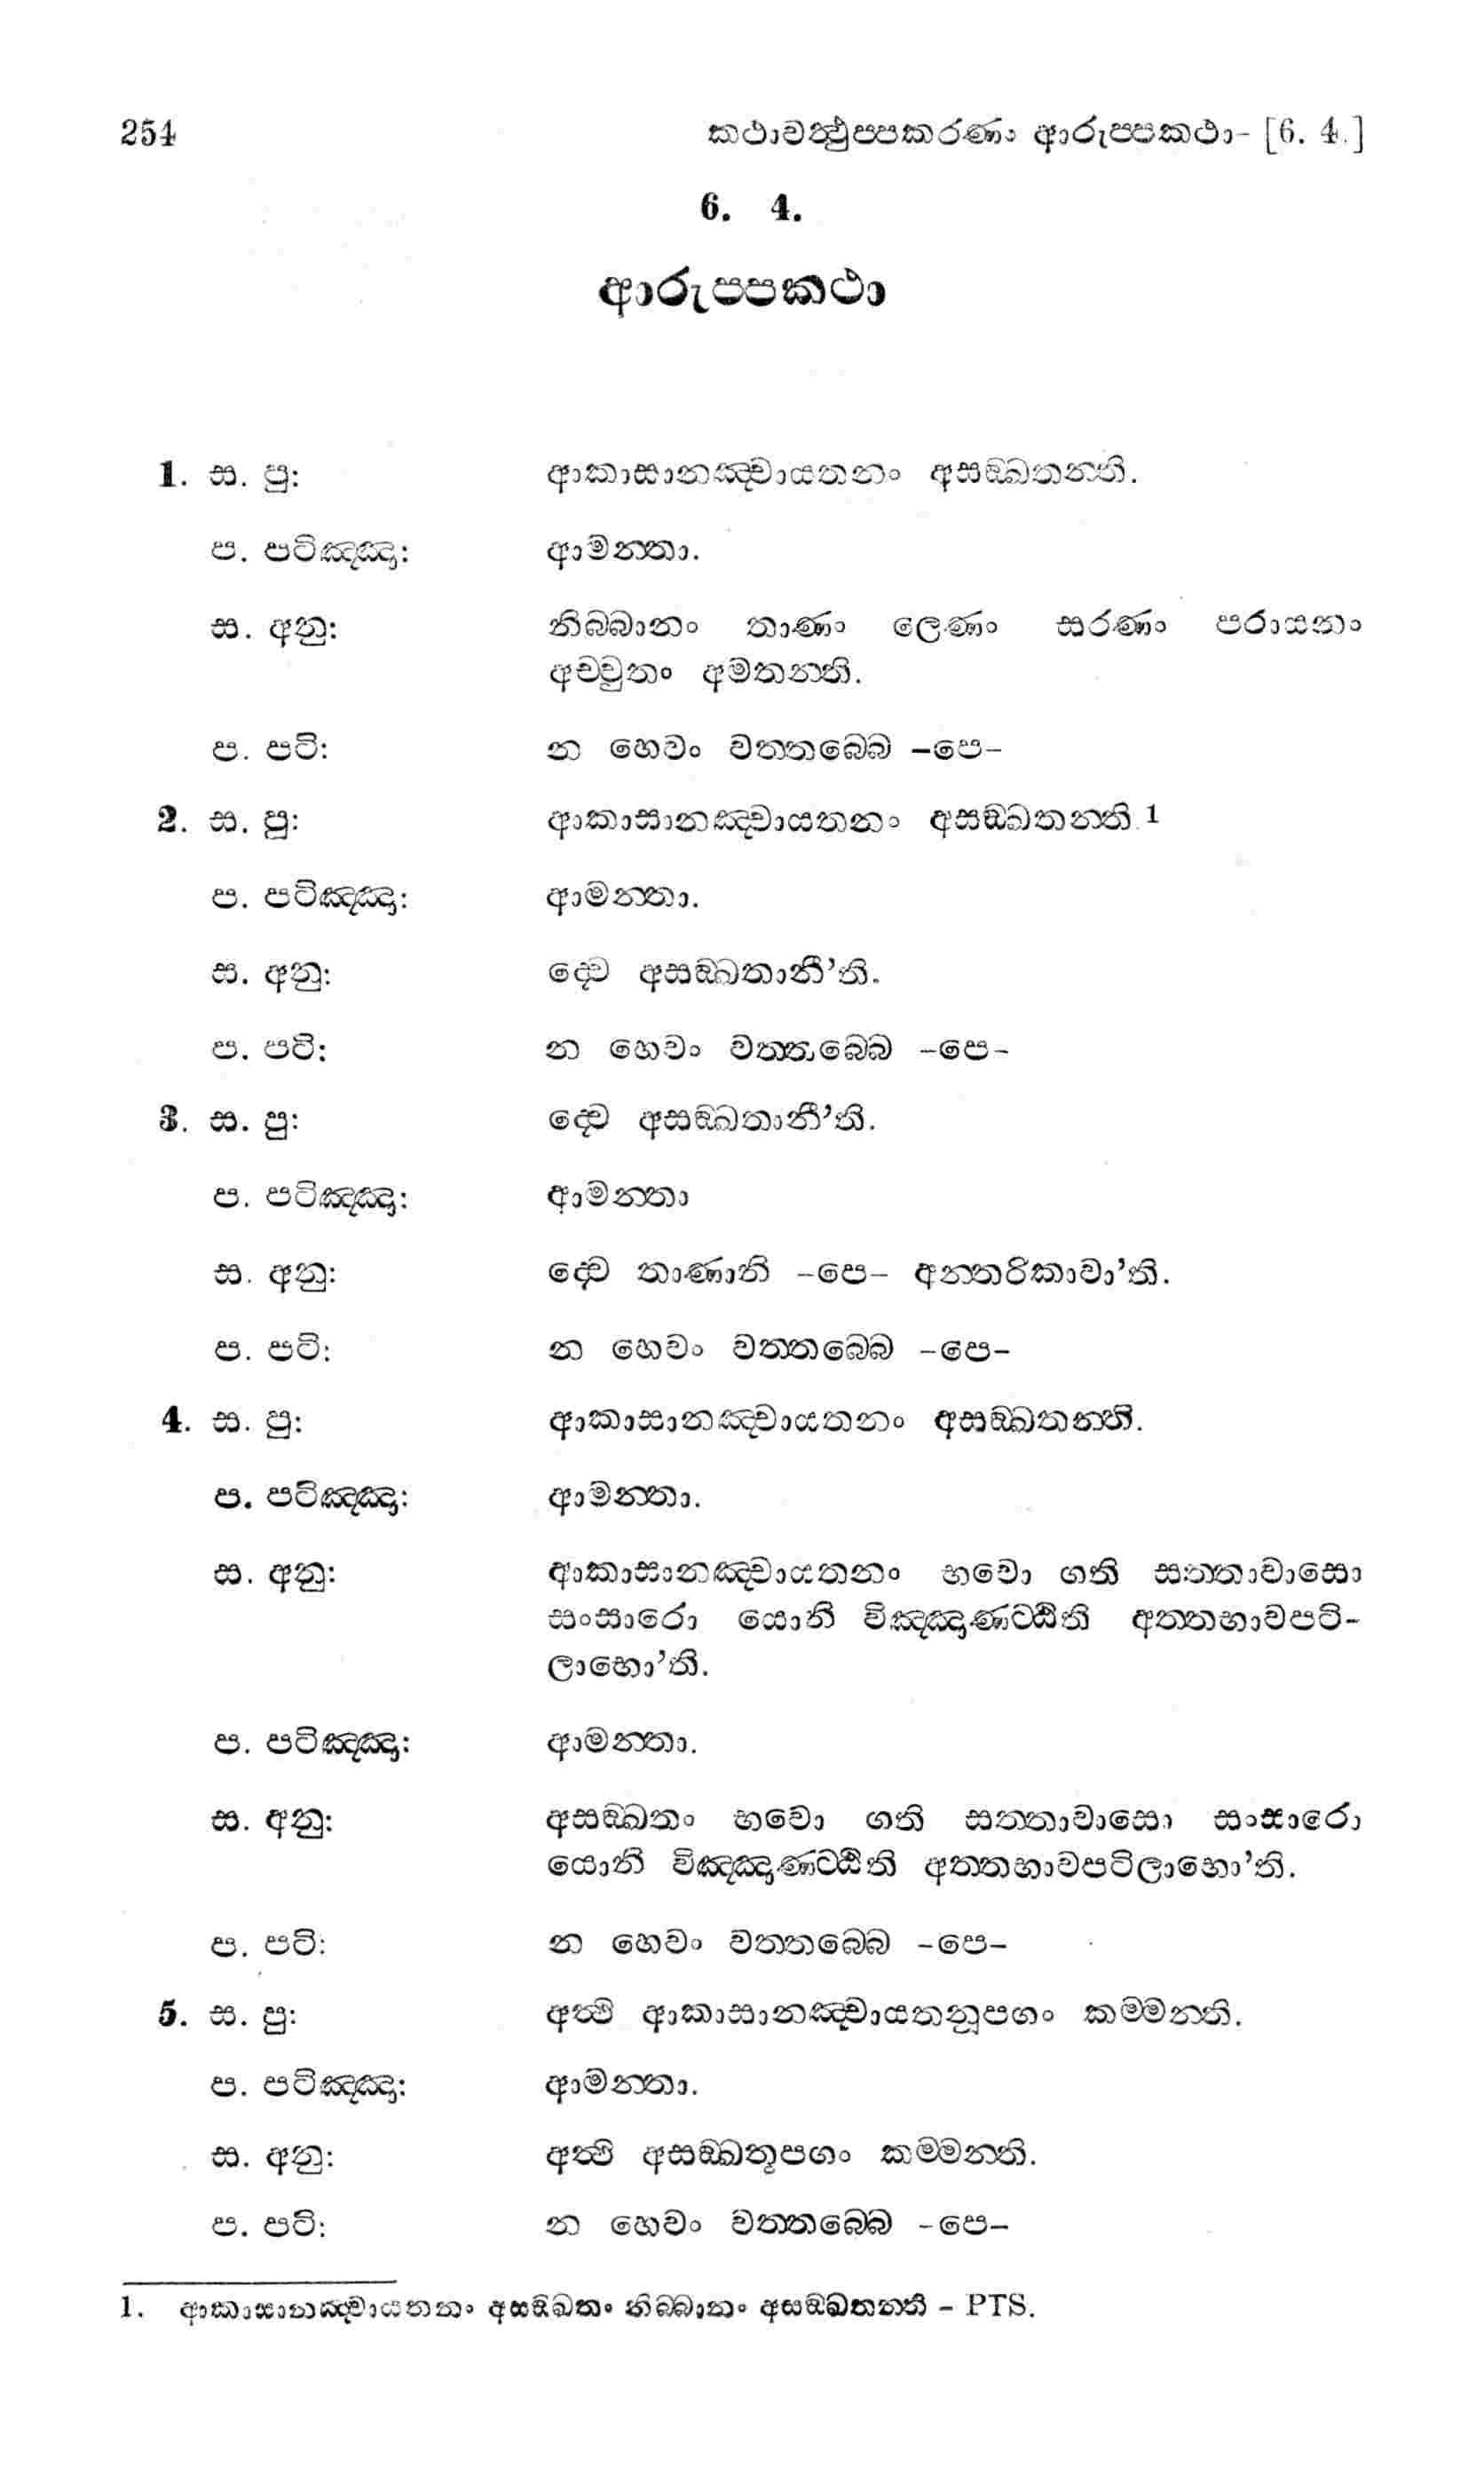 254 කථාවත්ථුප්පකරණං ආරුප්පකථා- [6. 4.]
6. 4.
ආරුප්පකථා
1. ස. පු: ආකාසානඤ්චායතනං අසඞ්ඛතන්ති.
ප. පටිඤ්ඤා: ආමන්තා.
ස. අනු: නිබ්බානං තාණං ලෙණං සරණං පරායනං
අච්චුතං අමතන්ති.
ප. පටි: න හෙවං වත්තබ්බෙ –පෙ–
2. ස. පු: ආකාසානඤ්චායතනං අසඞ්ඛතන්ති.1
ප. පටිඤ්ඤා: ආමන්තා.
ස. අනු: ද්වෙ අසඞ්ඛතානී’ති.
ප. පටි: න හෙවං වත්තබ්බෙ –පෙ–
3. ස. පු: ද්වෙ අසඞ්ඛතානී’ති.
ප. පටිඤ්ඤා: ආමන්තා
ස. අනු: ද්වෙ තාණානි –පෙ– අන්තරිකාවා’ති.
ප. පටි: න හෙවං වත්තබ්බෙ –පෙ–
4. ස. පු: ආකාසානඤ්චායතනං අසඞ්ඛතන්ති.
ප. පටිඤ්ඤා: ආමන්තා.
ස. අනු: ආකාසානඤ්චායතනං භවො ගති සත්තාවාසො
සංසාරො යොනි විඤ්ඤාණට්ඨිති අත්තභාවපටි-
ලාභො’ති.
ප. පටිඤ්ඤා: ආමන්තා.
ස. අනු: අසඞ්ඛතං භවො ගති සත්තාවාසො සංසාරො
යොනි විඤ්ඤාණට්ඨිති අත්තභාවපටිලාභො’ති.
ප. පටි: න හෙවං වත්තබ්බෙ –පෙ–
5. ස. පු: අත්ථි ආකාසානඤ්චායතනූපගං කම්මන්ති.
ප. පටිඤ්ඤා: ආමන්තා.
ස. අනු: අත්ථි අසඞ්ඛතූපගං කම්මන්ති.
ප. පටි: න හෙවං වත්තබ්බෙ –පෙ–
1. ආකාසානඤ්චායතනං අසඞ්ඛතං නිබ්බානං අසඞ්ඛතන්ති – PTS.